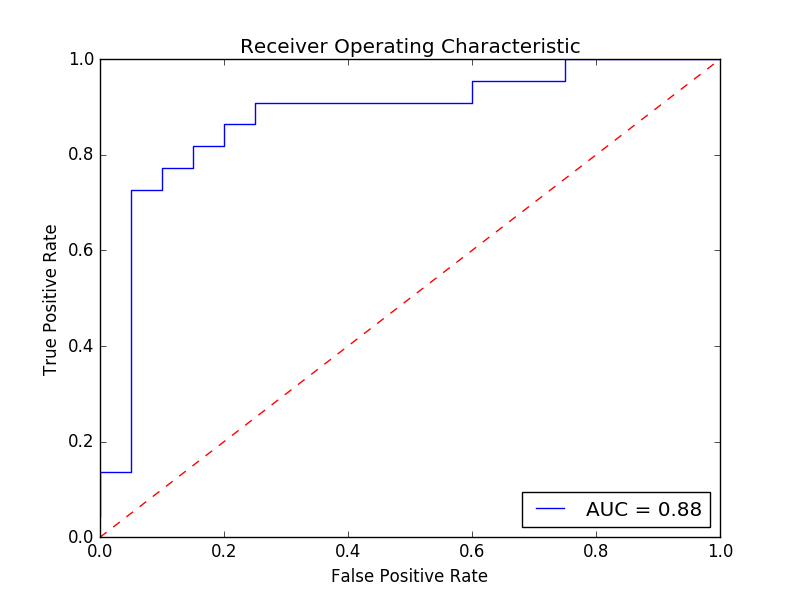 Receiver Operating Characteristic
1.0
0.8
0.6
0.4
0.2
0.0
True Positive Rate
AUC = 0.88
0.0 0.2 0.4 0.6 0.8 1.0
False Positive Rate